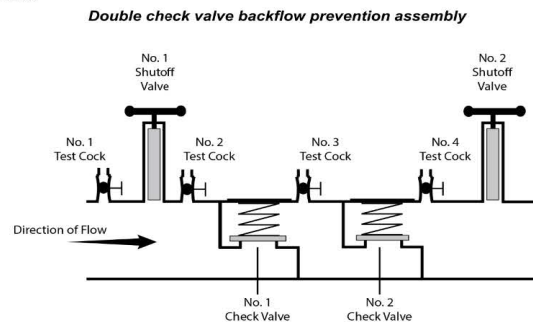 Double check valve backflow prevention assembly
No. 1
Shutoff
Valve
No. 2
Shutoff
Valve
No. 1
Test Cock
No. 2
Test Cock
No. 3
Test Cock
No. 4
Test Cock
Direction of Flow
No. 1
Check Valve
No. 2
Check Valve